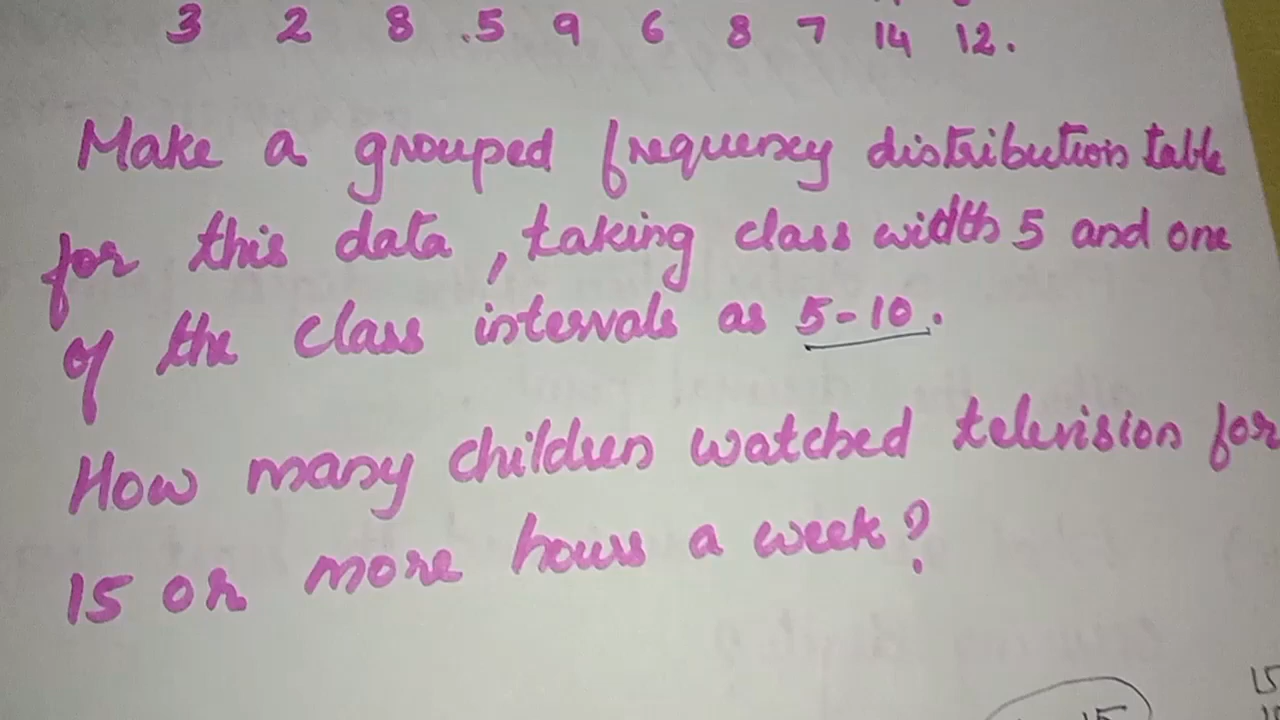 3 2 8 .5 9 6 8 7 14 12.
Make a grouped frequency distribution table
for this data, taking class width 5 and one
of the class intervals as 5-10.
How many children watched television for
15 or more hours a week?
15
15